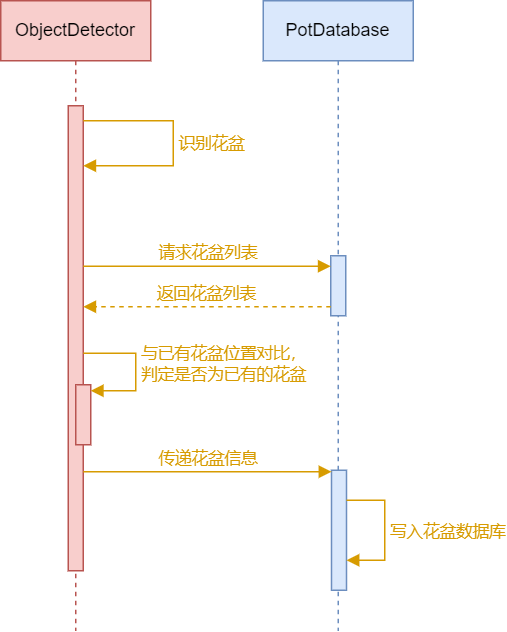 ObjectDetector
PotDatabase
识别花盆
请求花盆列表
返回花盆列表
与已有花盆位置对比，
判定是否为已有的花盆
传递花盆信息
写入花盆数据库